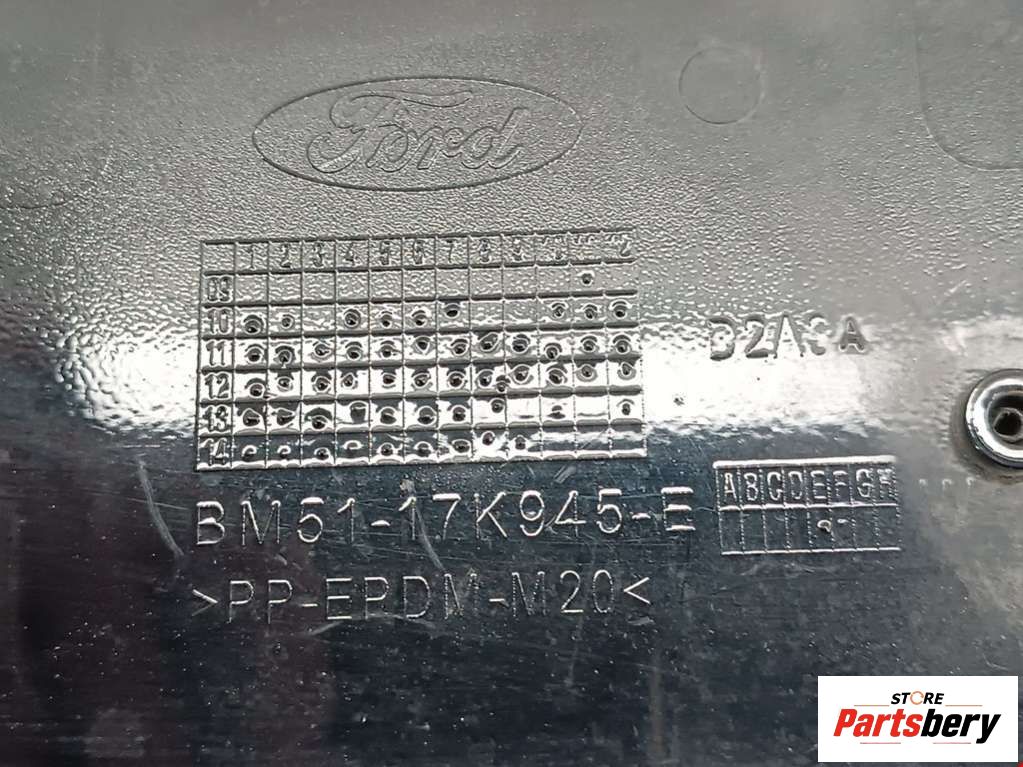 Ford
1 2 3 4 5 6 7 8 9 10 11 12
09
10
11
12
13
14
D2A3A
BM51-17K945-E
A B C D E F G H
>PP-EPDM-M20<
STORE
Partsbery